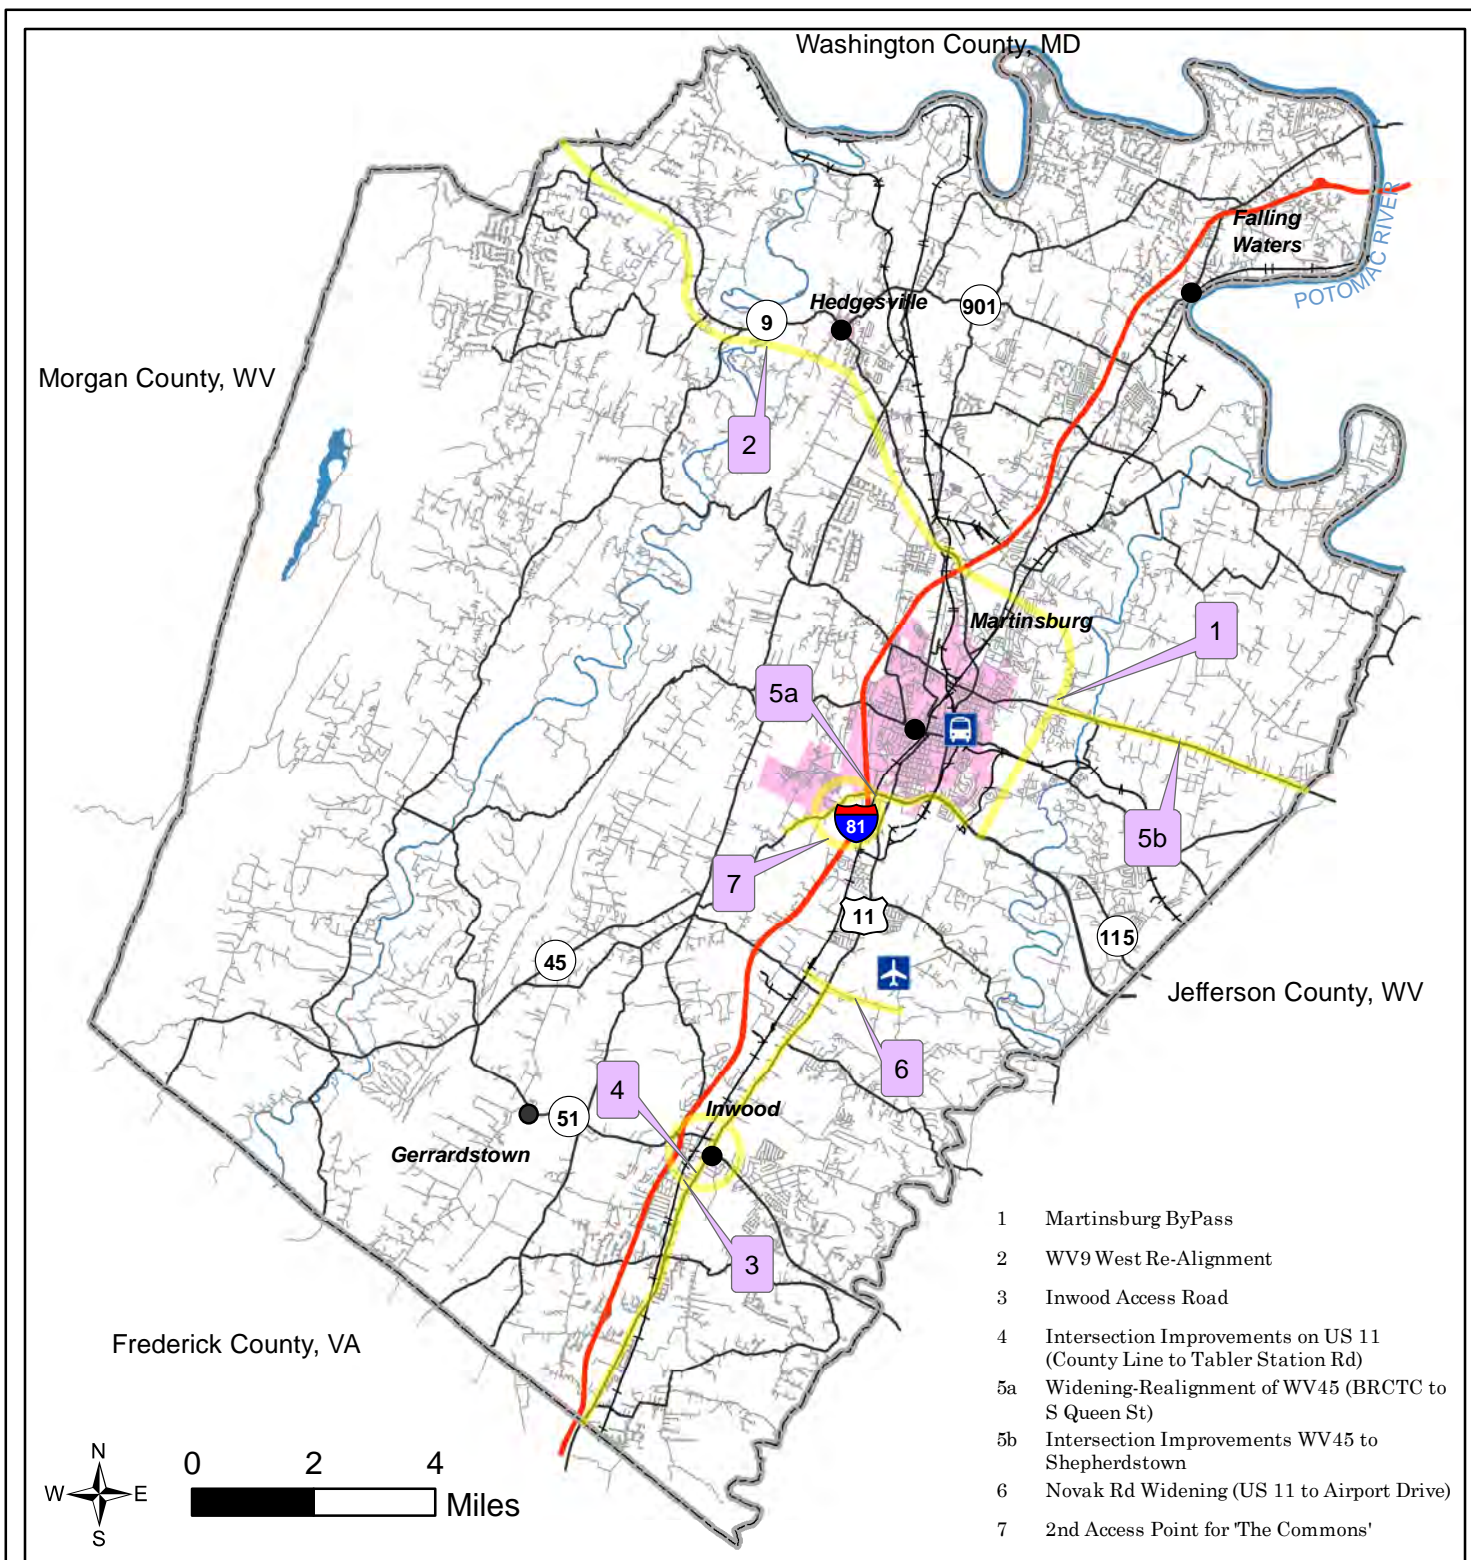 Washington County, MD
Falling
Waters
POTOMAC RIVER
Hedgesville
901
9
Morgan County, WV
2
Martinsburg
1
5a
81
5b
7
11
115
45
Jefferson County, WV
6
4
Inwood
51
Gerrardstown
3
Frederick County, VA
1 Martinsburg ByPass
2 WV9 West Re-Alignment
3 Inwood Access Road
4 Intersection Improvements on US 11
(County Line to Tabler Station Rd)
5a Widening-Realignment of WV45 (BRCTC to
S Queen St)
5b Intersection Improvements WV45 to
Shepherdstown
6 Novak Rd Widening (US 11 to Airport Drive)
7 2nd Access Point for 'The Commons'
N
W E
S
0 2 4
Miles